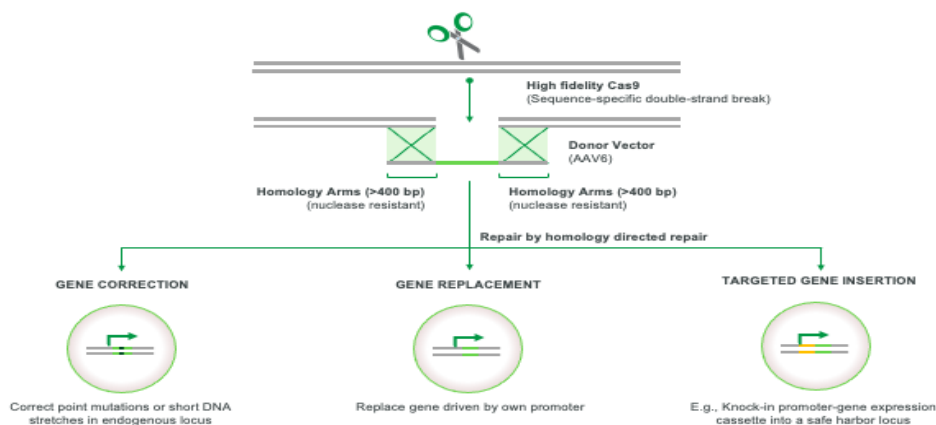 High fidelity Cas9
(Sequence-specific double-strand break)
Donor Vector
(AAV6)
Homology Arms (>400 bp)
(nuclease resistant)
Homology Arms (>400 bp)
(nuclease resistant)
Repair by homology directed repair
GENE CORRECTION
GENE REPLACEMENT
TARGETED GENE INSERTION
Correct point mutations or short DNA
stretches in endogenous locus
Replace gene driven by own promoter
E.g., Knock-in promoter-gene expression
cassette into a safe harbor locus